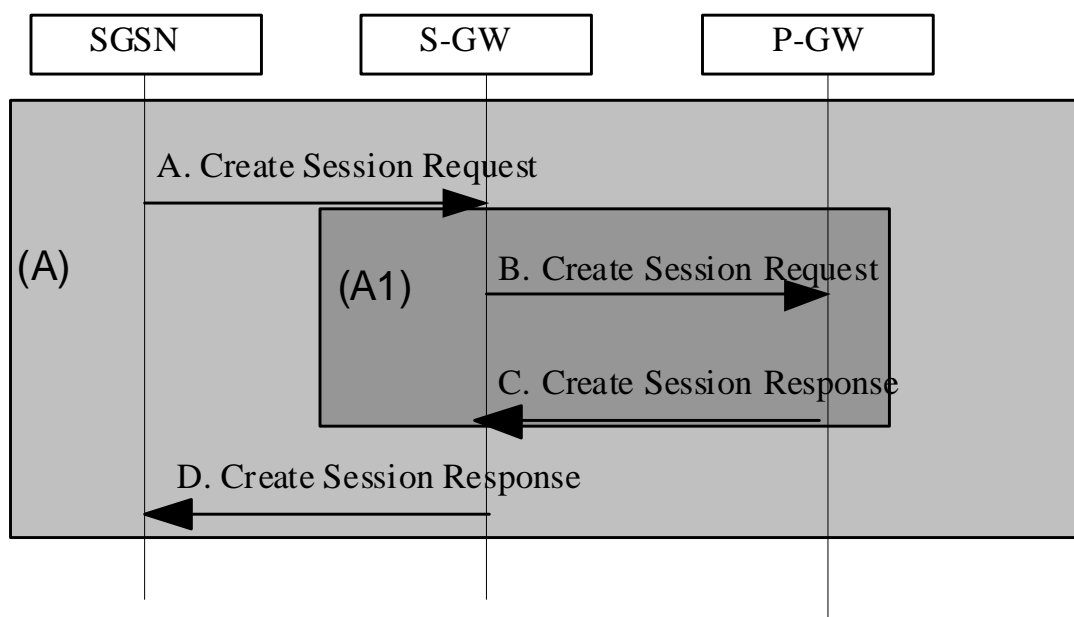 SGSN
S-GW
P-GW
A. Create Session Request
(A)
(A1)
B. Create Session Request
C. Create Session Response
D. Create Session Response